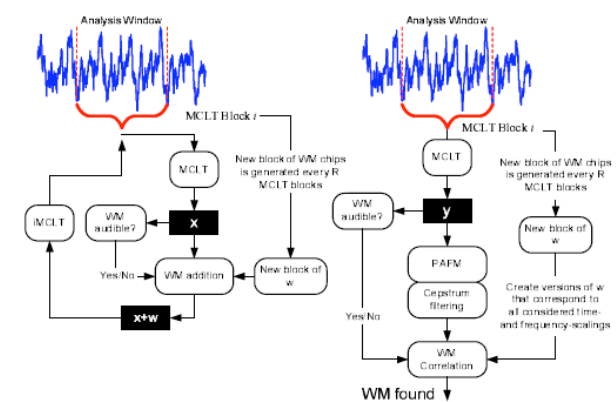 Analysis Window
MCLT Block i
MCLT
New block of WM chips
is generated every R
MCLT blocks
iMCLT
WM
audible?
x
Yes/No
WM addition
New block of
w
x+w
Analysis Window
MCLT Block i
MCLT
New block of WM chips
is generated every R
MCLT blocks
WM
audible?
y
New block of
w
PAFM
Cepstrum
filtering
Create versions of w
that correspond to
all considered time-
and frequency-scalings
Yes/No
WM
Correlation
WM found